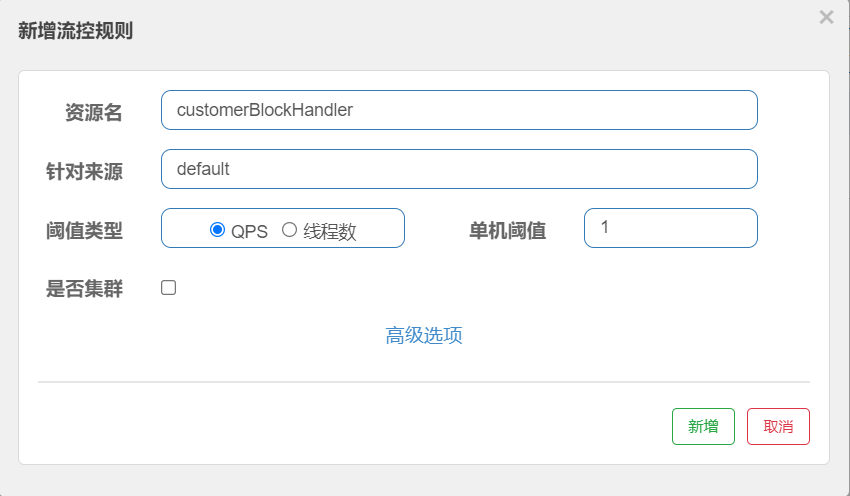 新增流控规则
×
资源名 customerBlockHandler
针对来源 default
阈值类型 QPS 线程数 单机阈值 1
是否集群
高级选项
新增 取消